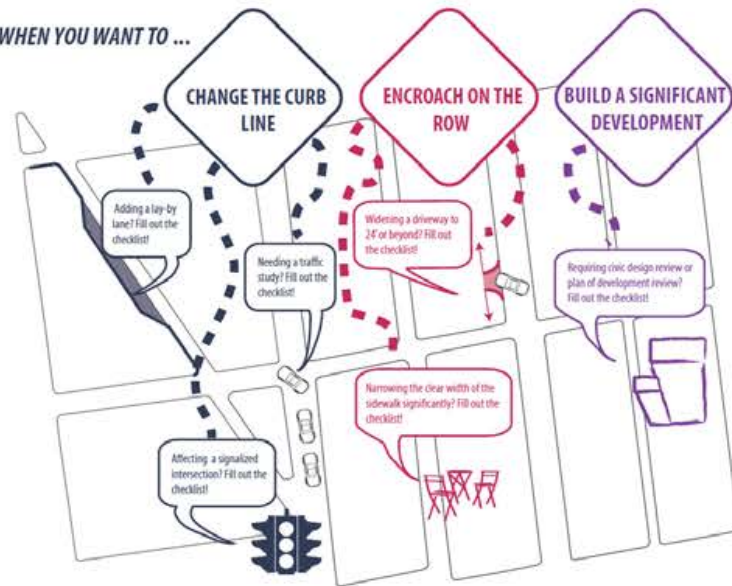 WHEN YOU WANT TO ...
CHANGE THE CURB
LINE
ENCROACH ON THE
ROW
BUILD A SIGNIFICANT
DEVELOPMENT
Adding a lay-by
lane? Fill out the
checklist!
Needing a traffic
study? Fill out the
checklist!
Widening a driveway to
24' or beyond? Fill out
the checklist!
Requiring civic design review or
plan of development review?
Fill out the checklist!
Narrowing the clear width of the
sidewalk significantly? Fill out the
checklist!
Affecting a signalized
intersection? Fill out the
checklist!